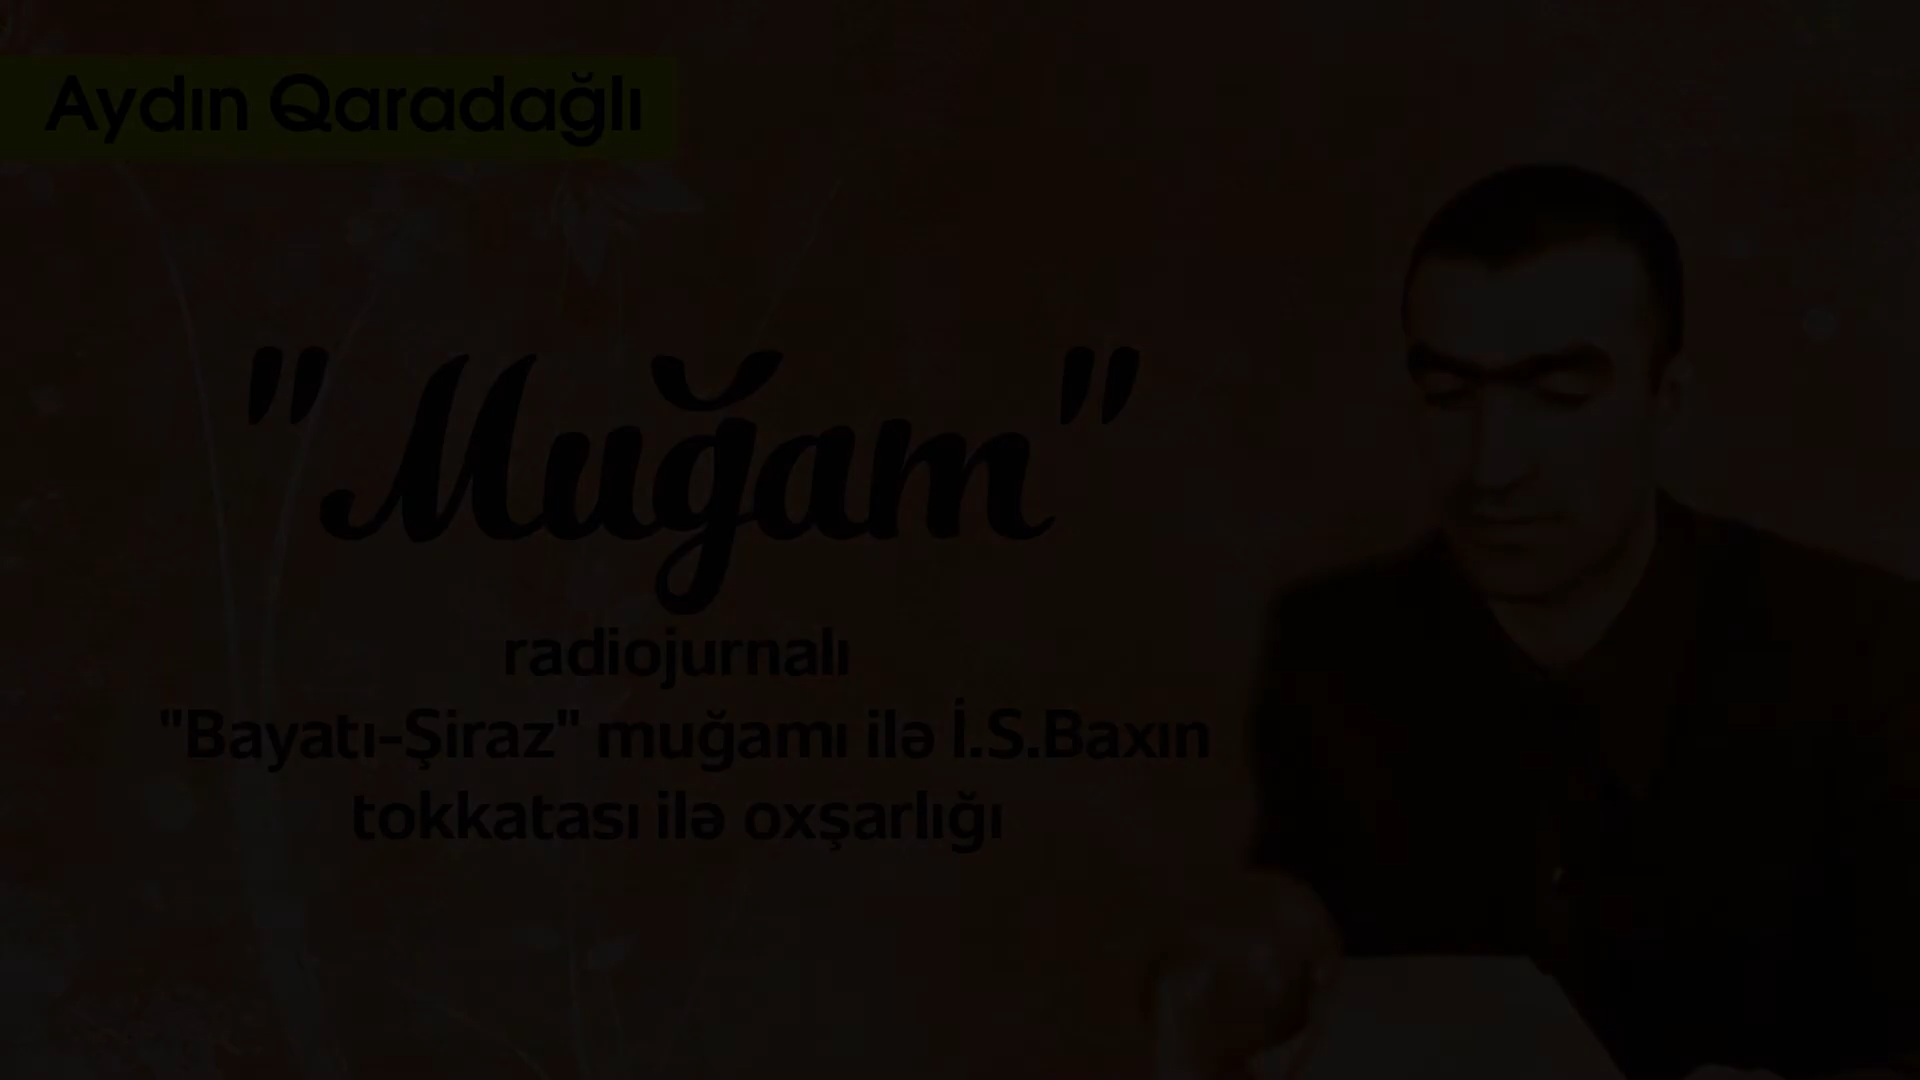 Aydın Qaradağlı
"Muğam"
radiojurnalı
"Bayatı-Şiraz" muğamı ilə İ.S.Baxın
tokkatası ilə oxşarlığı